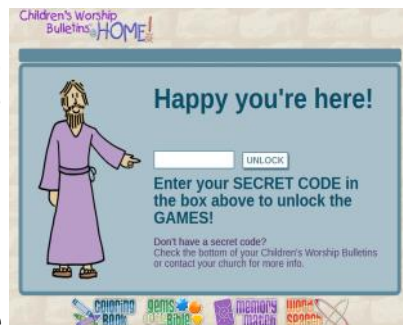 Children's Worship
Bulletins HOME!
Happy you're here!
UNLOCK
Enter your SECRET CODE in
the box above to unlock the
GAMES!
Don't have a secret code?
Check the bottom of your Children's Worship Bulletins
or contact your church for more info.
COLORING GEMS MEMORY WORD
BOOK Bible MATCH SEARCH